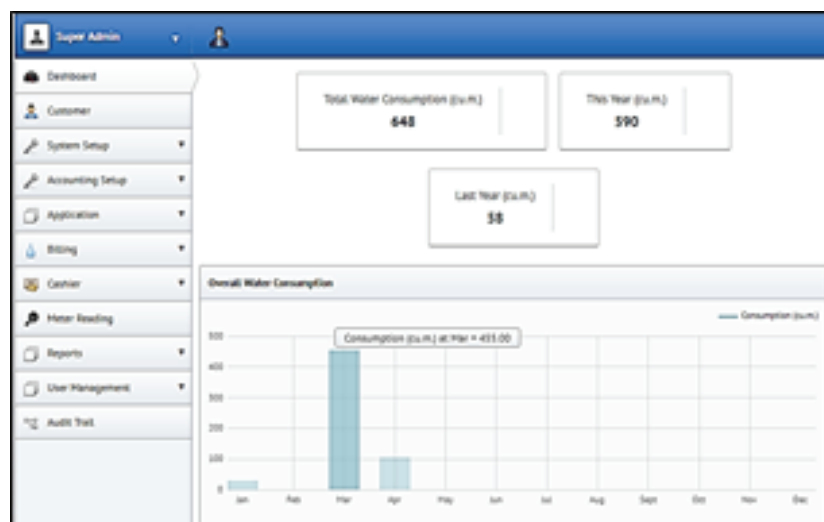 Super Admin
Dashboard
Customer
System Setup
Accounting Setup
Application
Billing
Cashier
Meter Reading
Reports
User Management
Audit Trail
Total Water Consumption (cu.m.)
648
This Year (cu.m.)
590
Last Year (cu.m.)
58
Overall Water Consumption
Consumption (cu.m.)
Consumption (cu.m.) at Mar = 455.00
500
400
300
200
100
0
Jan Feb Mar Apr May Jun Jul Aug Sept Oct Nov Dec